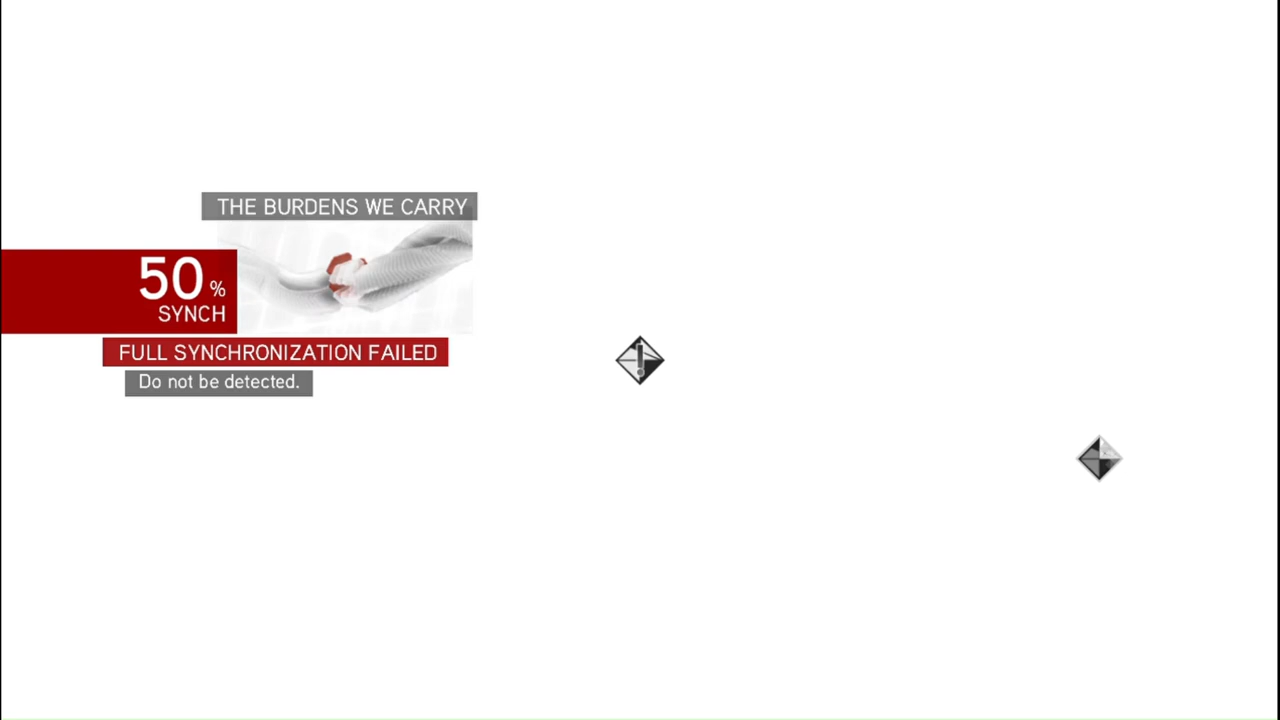 THE BURDENS WE CARRY
50 %
SYNCH
FULL SYNCHRONIZATION FAILED
Do not be detected.